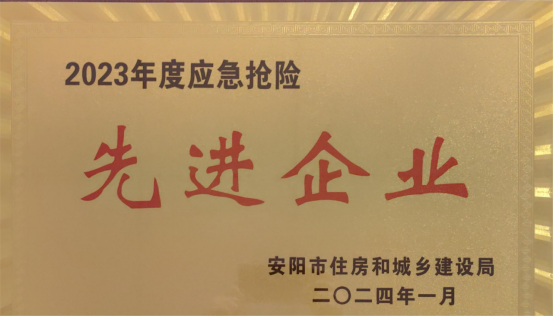 2023年度应急抢险
先进企业
安阳市住房和城乡建设局
二〇二四年一月